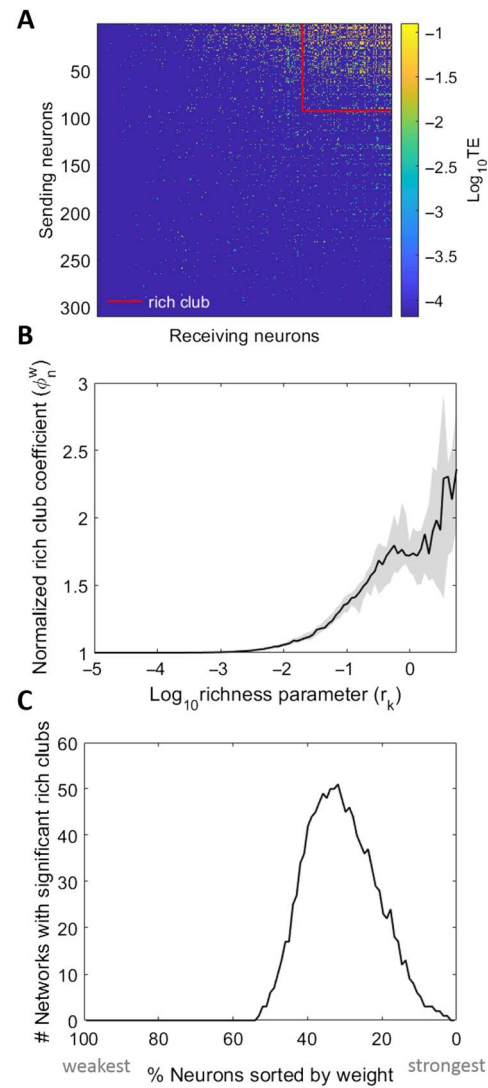 A
Sending neurons
50
100
150
200
250
300
rich club
Receiving neurons
−1
−1.5
−2
−2.5
−3
−3.5
−4
Log10TE
B
Normalized rich club coefficient (ϕnw)
3
2.5
2
1.5
1
−5 −4 −3 −2 −1 0
Log10richness parameter (rk)
C
# Networks with significant rich clubs
60
50
40
30
20
10
0
100 80 60 40 20 0
weakest % Neurons sorted by weight strongest